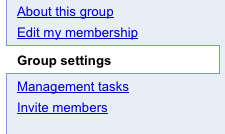 About this group
Edit my membership
Group settings
Management tasks
Invite members